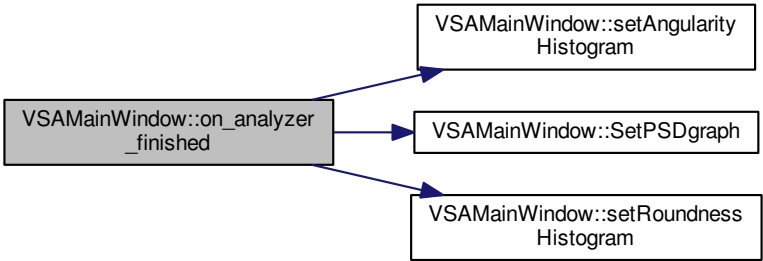 VSAMainWindow::setAngularity
Histogram
VSAMainWindow::on_analyzer
_finished
VSAMainWindow::SetPSDgraph
VSAMainWindow::setRoundness
Histogram